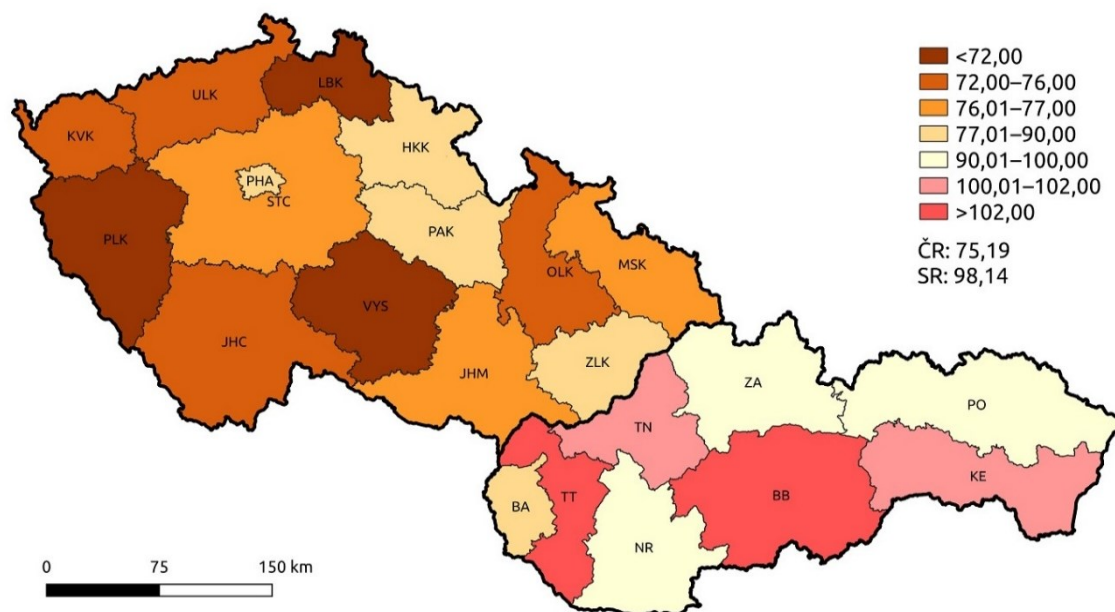 <72,00
72,00–76,00
76,01–77,00
77,01–90,00
90,01–100,00
100,01–102,00
>102,00
ČR: 75,19
SR: 98,14
LBK
ULK
KVK
HKK
PHA
STC
PAK
PLK
OLK
MSK
VYS
JHC
ZLK
JHM
ZA
PO
TN
KE
BA
TT
BB
NR
0 75 150 km